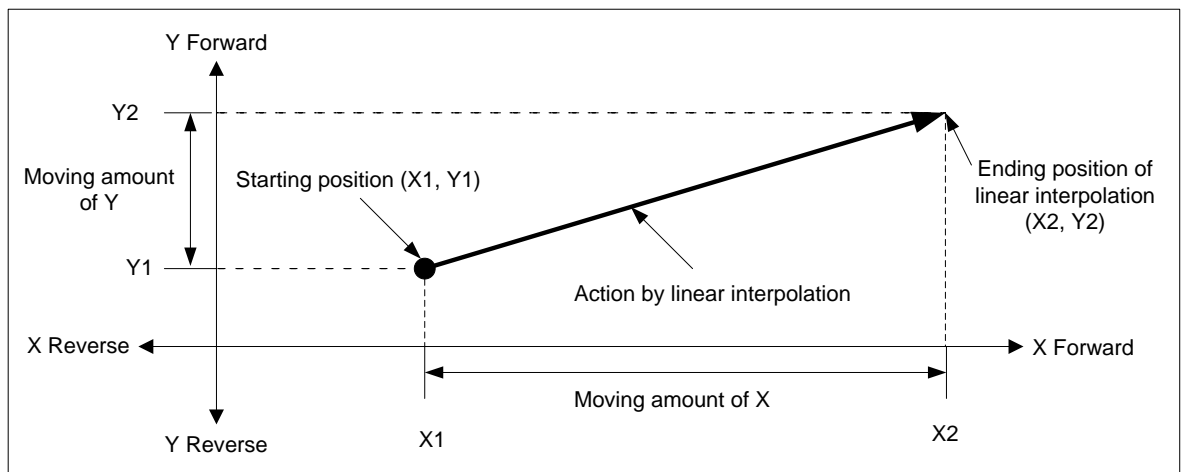 Y Forward
Y2
Moving amount
of Y
Starting position (X1, Y1)
Ending position of
linear interpolation
(X2, Y2)
Y1
Action by linear interpolation
X Reverse
X Forward
Moving amount of X
Y Reverse
X1
X2